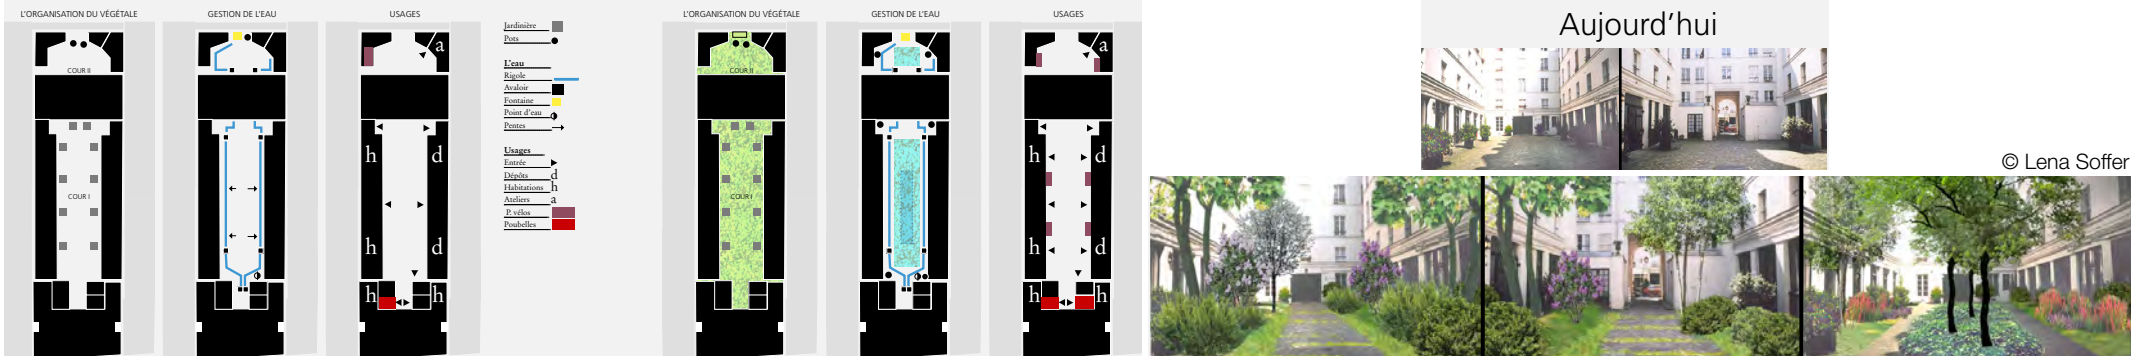 L'ORGANISATION DU VÉGÉTALE
GESTION DE L'EAU
USAGES
COUR II
COUR I
a
h
d
h
d
h
h
Jardinière
Pots
L'eau
Rigole
Avaloir
Fontaine
Point d'eau
Pentes
Usages
Entrée
Dépôts d
Habitations h
Ateliers a
P. vélos
Poubelles
L'ORGANISATION DU VÉGÉTALE
GESTION DE L'EAU
USAGES
COUR II
COUR I
a
h
d
h
d
h
h
Aujourd'hui
© Lena Soffer